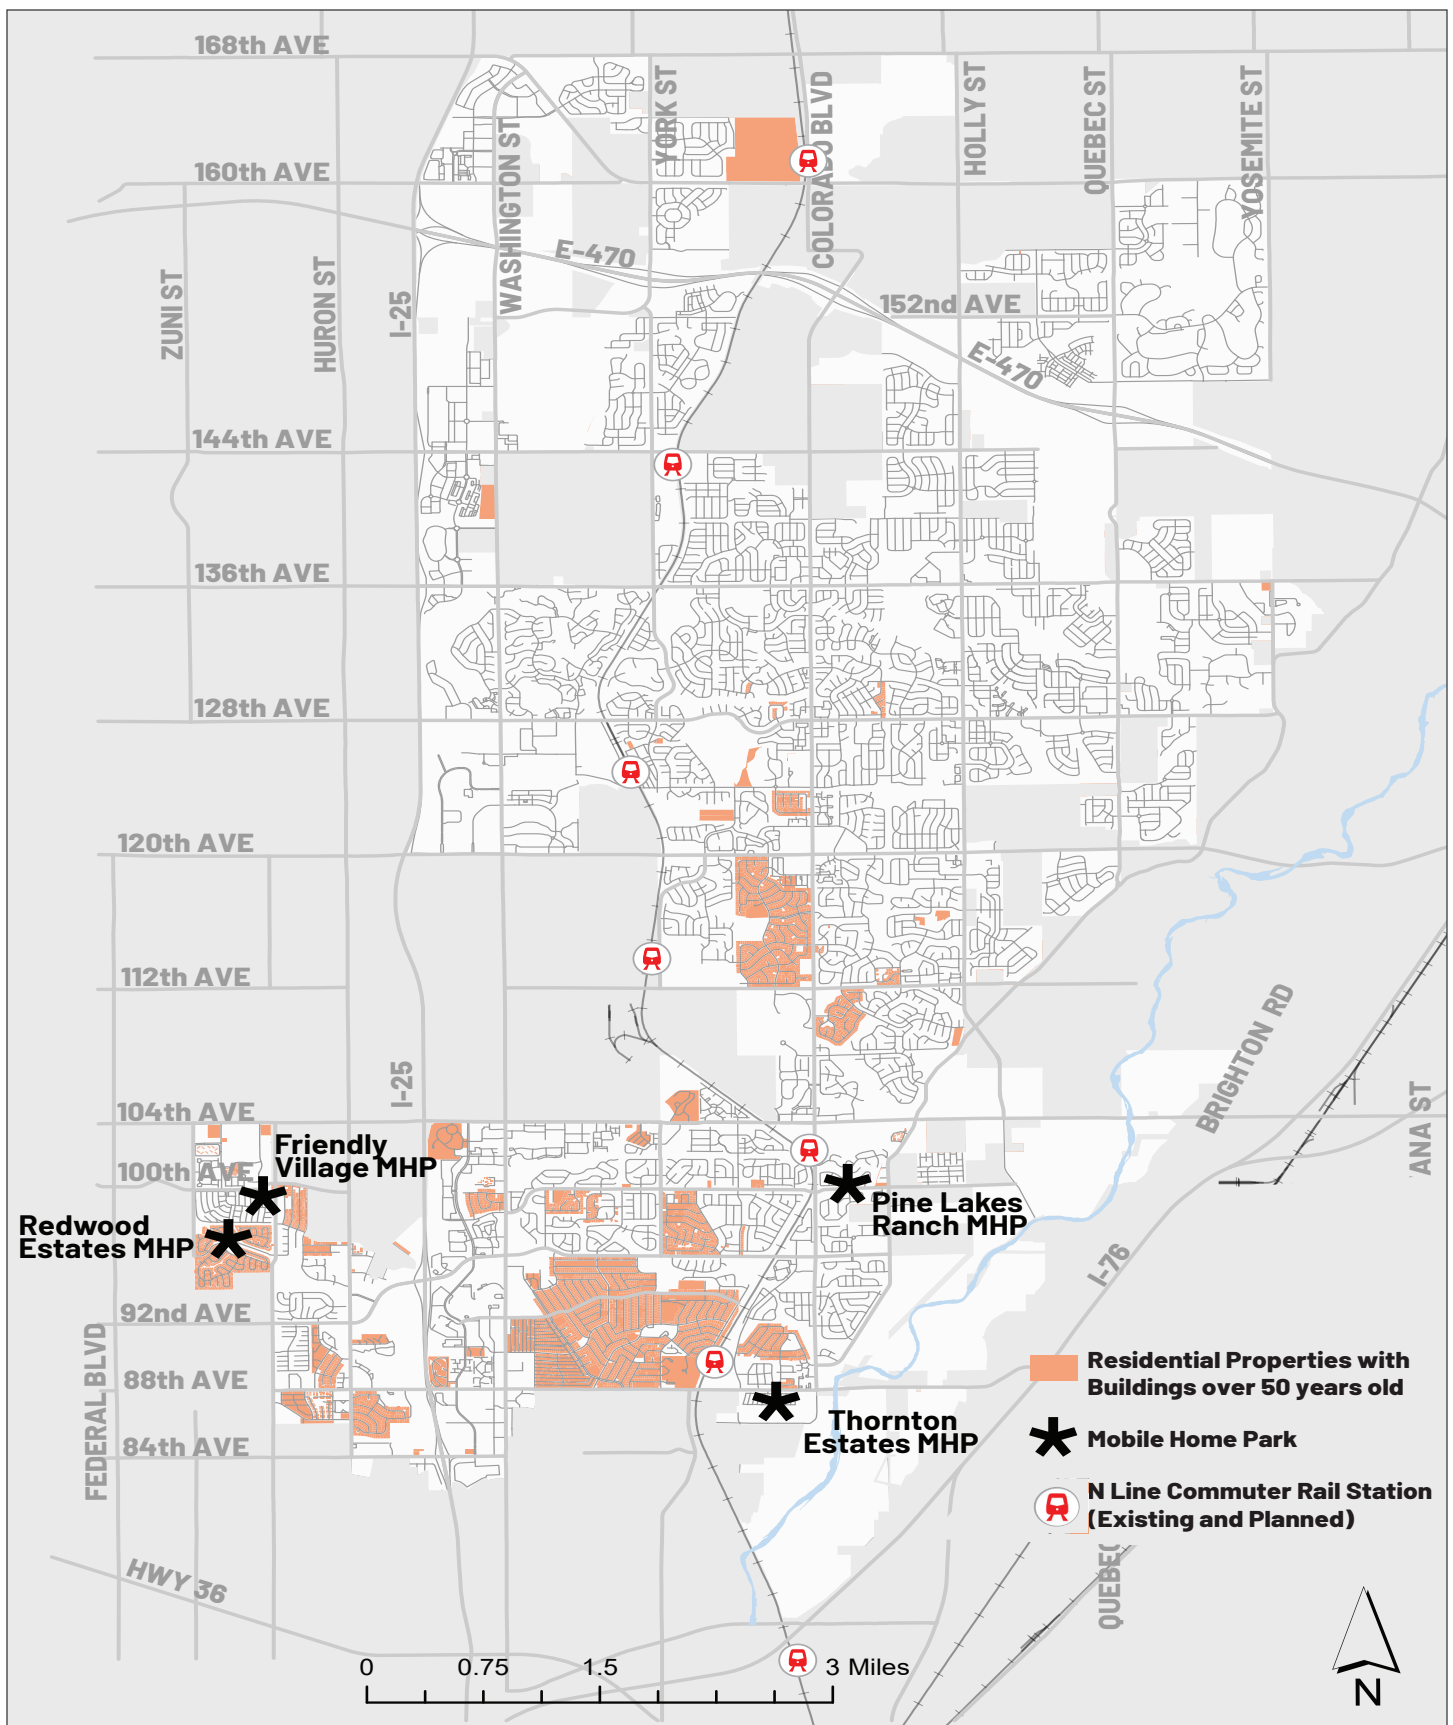 168th AVE
YORK ST
COLORADO BLVD
HOLLY ST
QUEBEC ST
YOSEMITE ST
WASHINGTON ST
160th AVE
E-470
ZUNI ST
HURON ST
I-25
152nd AVE
E-470
144th AVE
136th AVE
128th AVE
120th AVE
112th AVE
BRIGHTON RD
I-25
104th AVE
ANA ST
Friendly
Village MHP
100th AVE
Pine Lakes
Ranch MHP
Redwood
Estates MHP
I-76
92nd AVE
FEDERAL BLVD
88th AVE
Thornton
Estates MHP
84th AVE
Residential Properties with
Buildings over 50 years old
Mobile Home Park
N Line Commuter Rail Station
(Existing and Planned)
QUEBEC
HWY 36
0 0.75 1.5 3 Miles
N